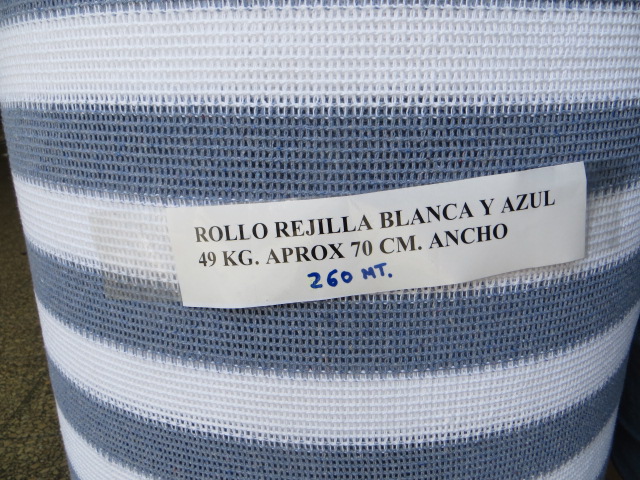 ROLLO REJILLA BLANCA Y AZUL
49 KG. APROX 70 CM. ANCHO
260 MT.